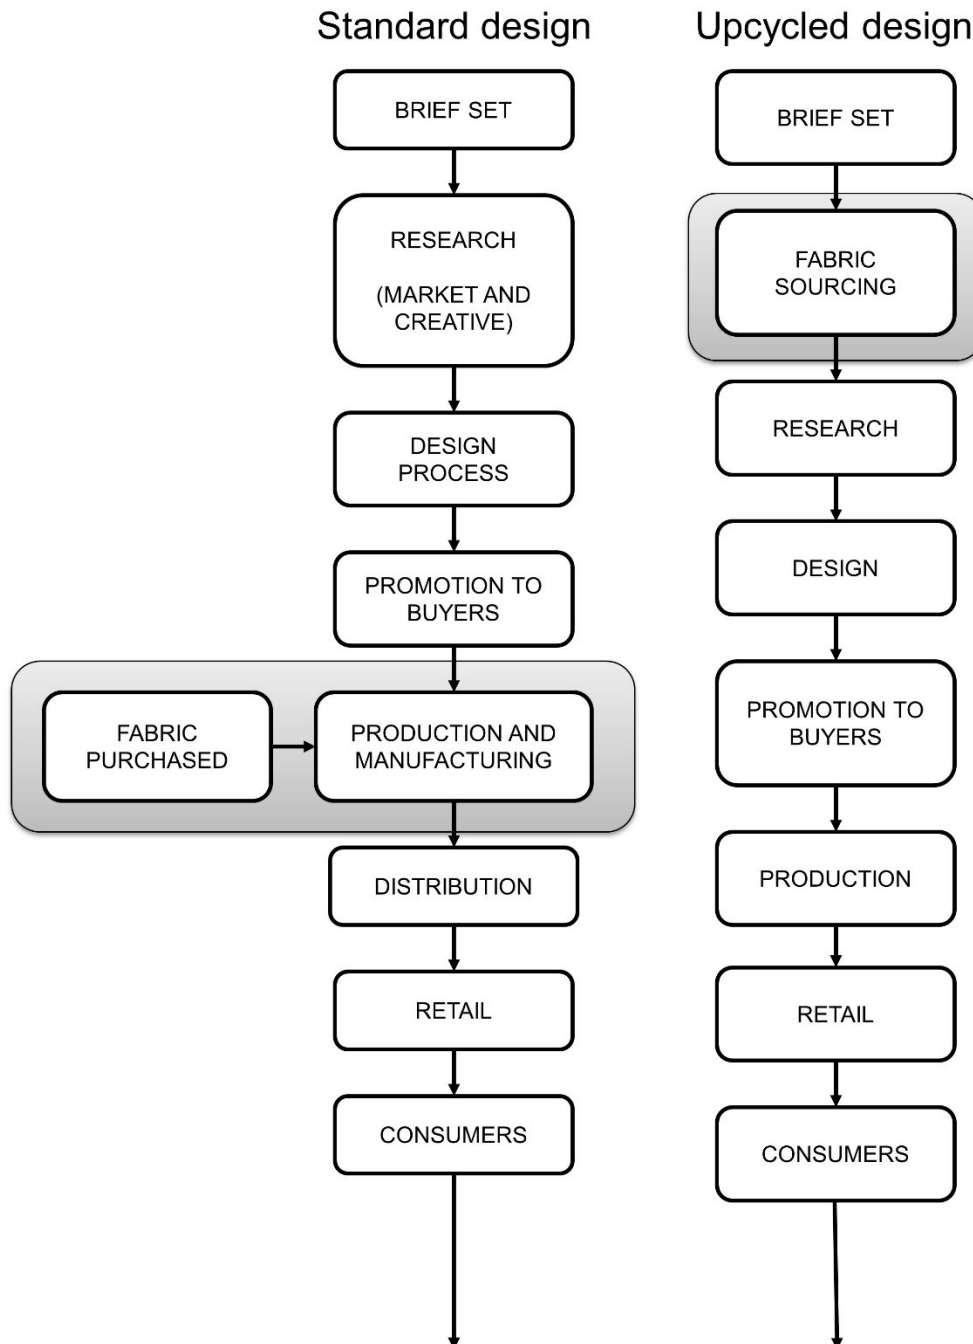 Standard design
BRIEF SET
RESEARCH
(MARKET AND
CREATIVE)
DESIGN
PROCESS
PROMOTION TO
BUYERS
FABRIC
PURCHASED
PRODUCTION AND
MANUFACTURING
DISTRIBUTION
RETAIL
CONSUMERS
Upcycled design
BRIEF SET
FABRIC
SOURCING
RESEARCH
DESIGN
PROMOTION TO
BUYERS
PRODUCTION
RETAIL
CONSUMERS